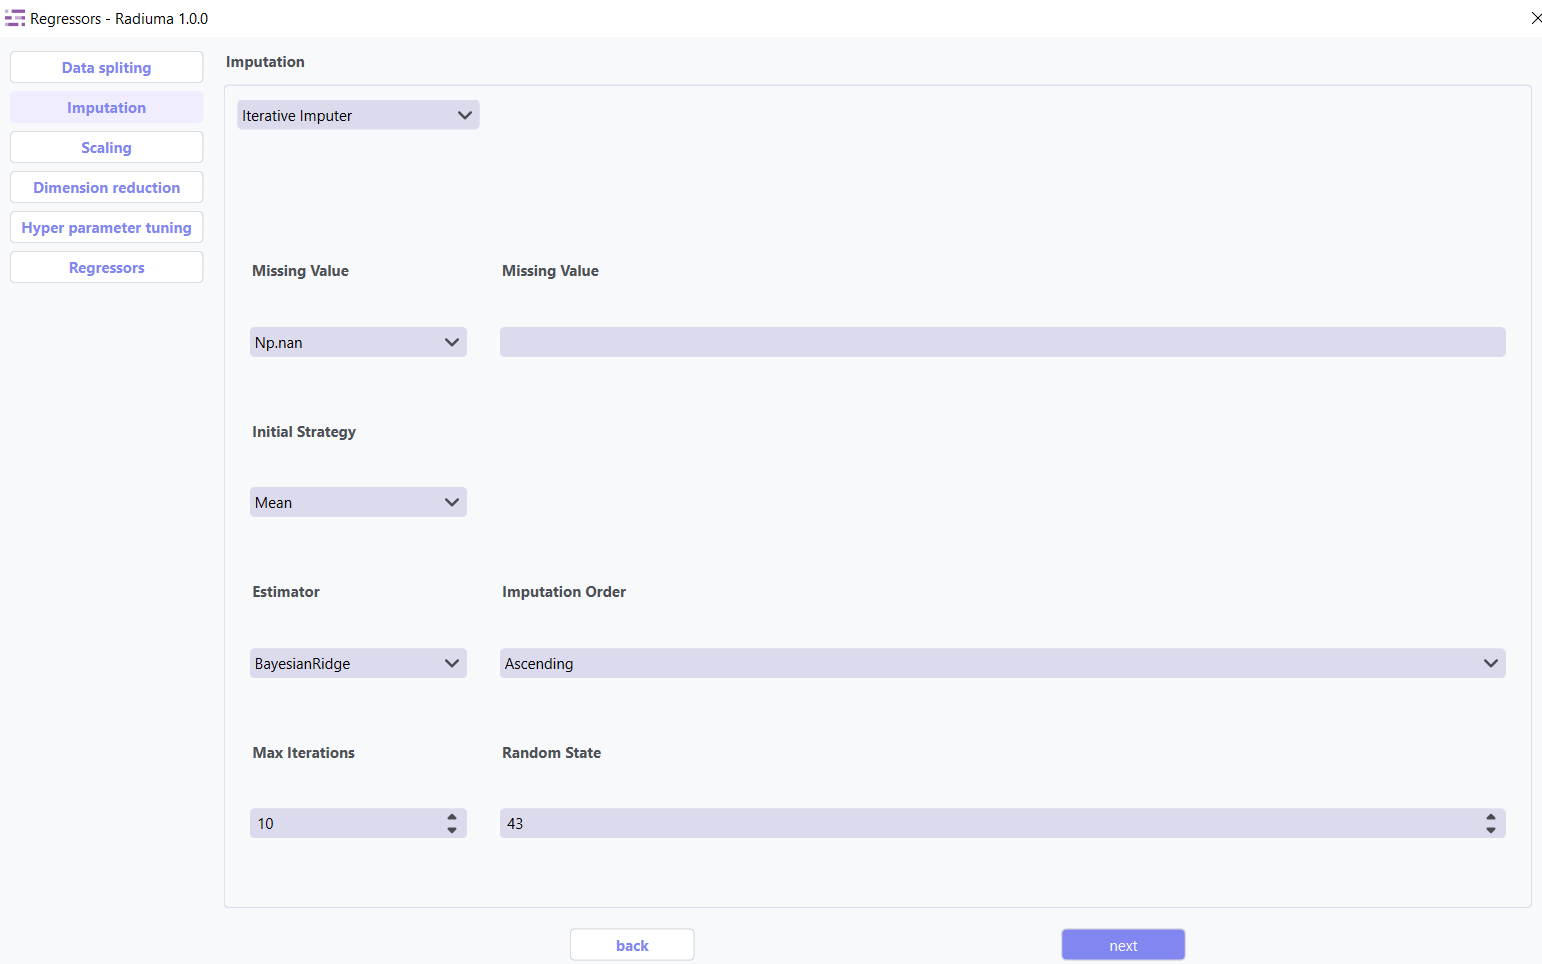 Regressors - Radiuma 1.0.0
Data spliting
Imputation
Scaling
Dimension reduction
Hyper parameter tuning
Regressors
Imputation
Iterative Imputer
Missing Value Missing Value
Np.nan
Initial Strategy
Mean
Estimator Imputation Order
BayesianRidge Ascending
Max Iterations Random State
10 43
back next